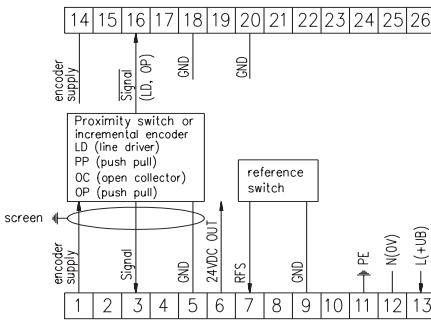 14 15 16 17 18 19 20 21 22 23 24 25 26
encoder supply
Signal
(LD, OP)
GND
GND
Proximity switch or
incremental encoder
LD (line driver)
PP (push pull)
OC (open collector)
OP (push pull)
reference
switch
screen
encoder supply
Signal
GND
24VDC OUT
RFS
GND
PE
N(0V)
L(+UB)
1 2 3 4 5 6 7 8 9 10 11 12 13